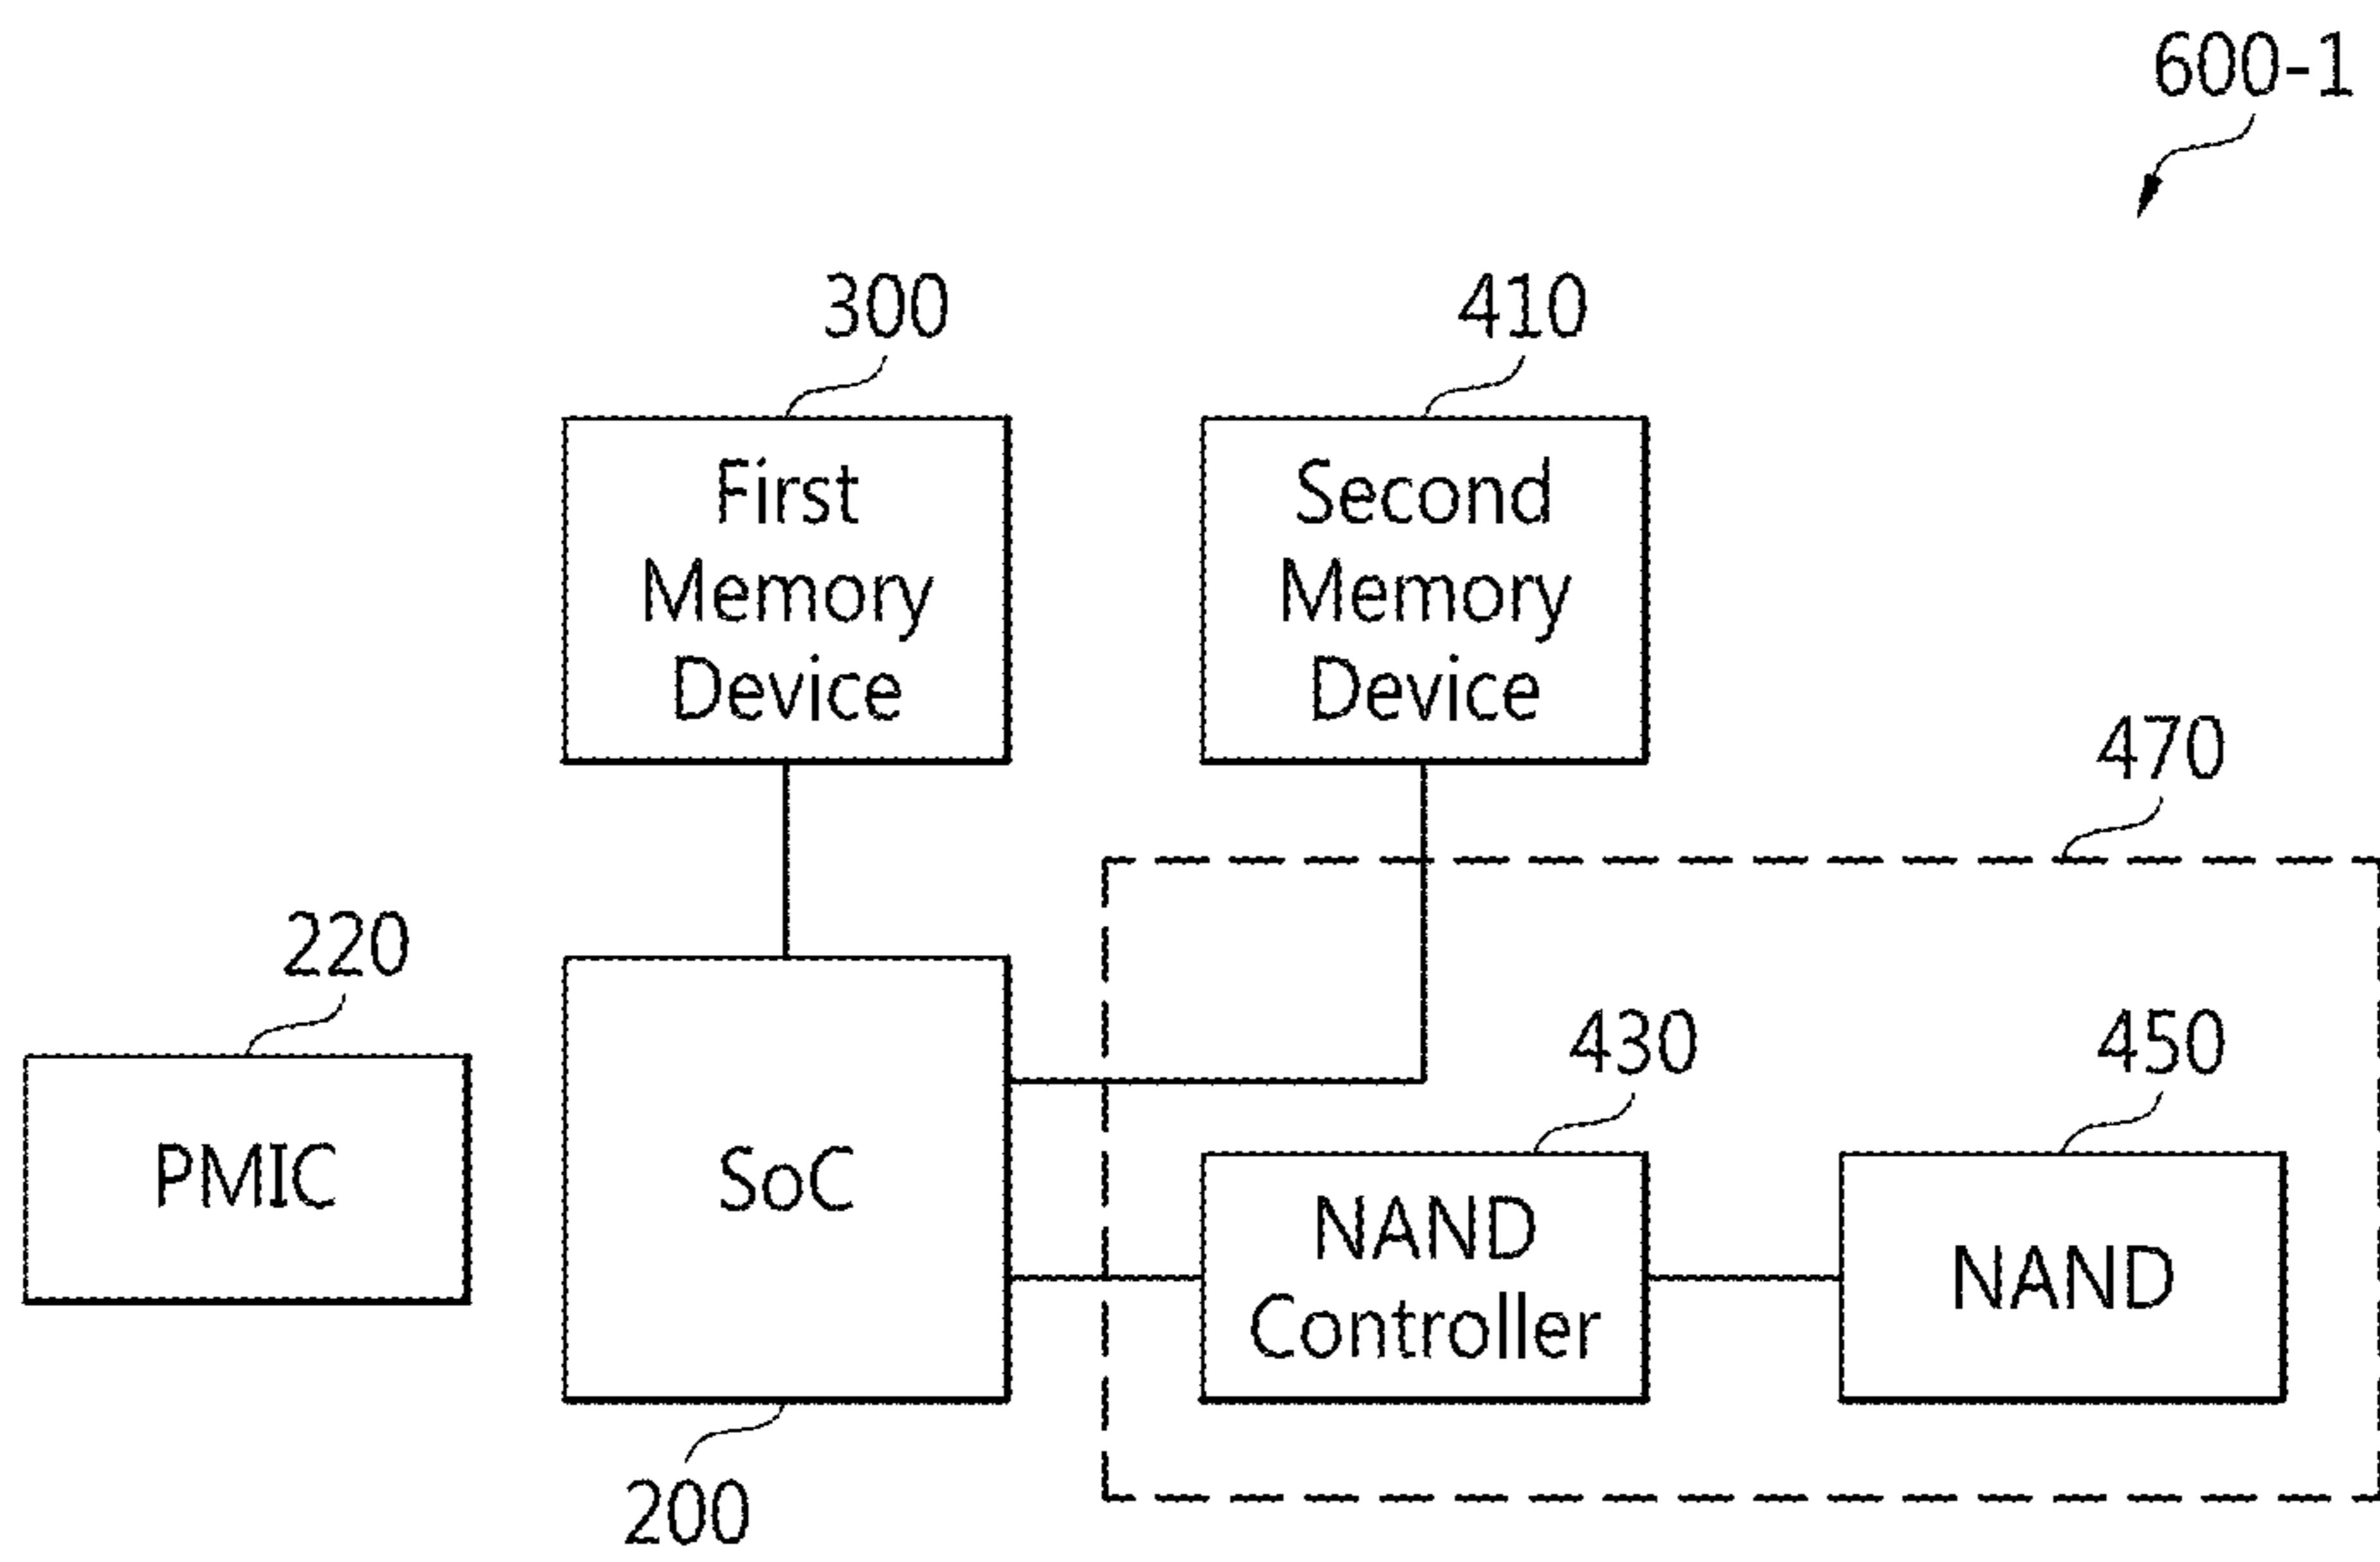 600-1
300
410
First
Memory
Device
Second
Memory
Device
470
220
430
450
PMIC
SoC
NAND
Controller
NAND
200